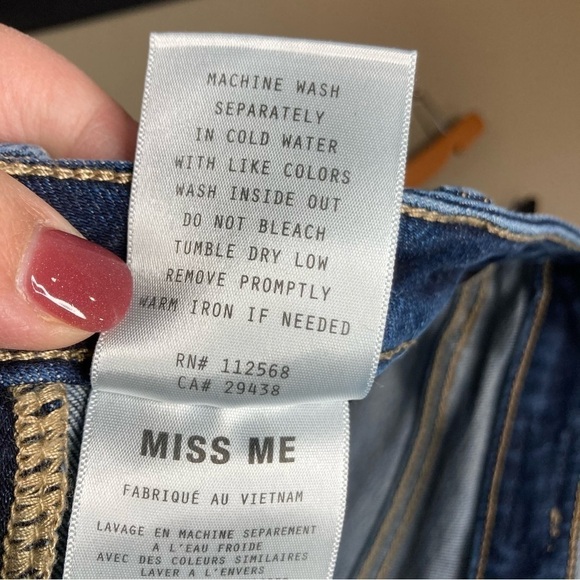 MACHINE WASH
SEPARATELY
IN COLD WATER
WITH LIKE COLORS
WASH INSIDE OUT
DO NOT BLEACH
TUMBLE DRY LOW
REMOVE PROMPTLY
WARM IRON IF NEEDED
RN# 112568
CA# 29438
MISS ME
FABRIQUÉ AU VIETNAM
LAVAGE EN MACHINE SEPAREMENT
A L'EAU FROIDE
AVEC DES COULEURS SIMILAIRES
LAVER A L'ENVERS